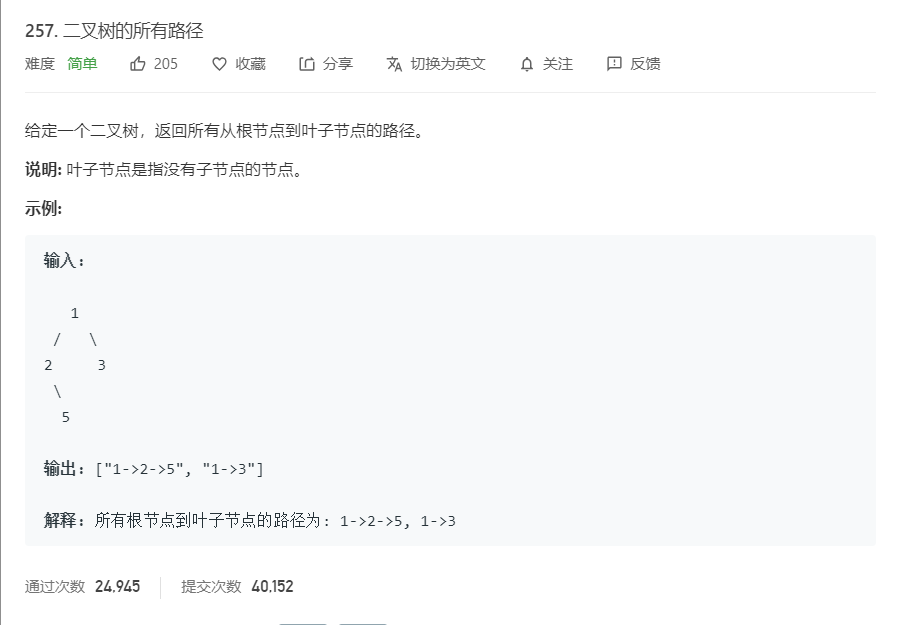 257. 二叉树的所有路径
难度 简单 205 收藏 分享 切换为英文 关注 反馈
给定一个二叉树，返回所有从根节点到叶子节点的路径。
说明: 叶子节点是指没有子节点的节点。
示例:
输入:
1
/ \
2 3
\
5
输出: ["1->2->5", "1->3"]
解释: 所有根节点到叶子节点的路径为: 1->2->5, 1->3
通过次数 24,945 提交次数 40,152